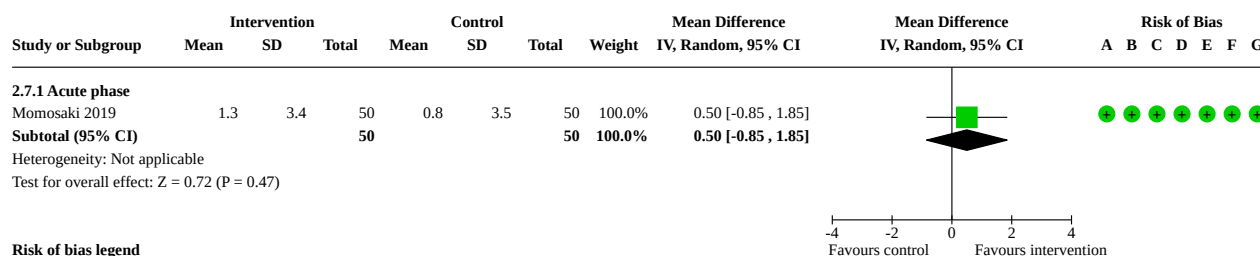 Intervention Control Mean Difference Mean Difference Risk of Bias
Study or Subgroup Mean SD Total Mean SD Total Weight IV, Random, 95% CI IV, Random, 95% CI A B C D E F G
2.7.1 Acute phase
Momosaki 2019 1.3 3.4 50 0.8 3.5 50 100.0% 0.50 [-0.85 , 1.85] + + + + + + +
Subtotal (95% CI) 50 50 100.0% 0.50 [-0.85 , 1.85]
Heterogeneity: Not applicable
Test for overall effect: Z = 0.72 (P = 0.47)
-4 -2 0 2 4
Favours control Favours intervention
Risk of bias legend